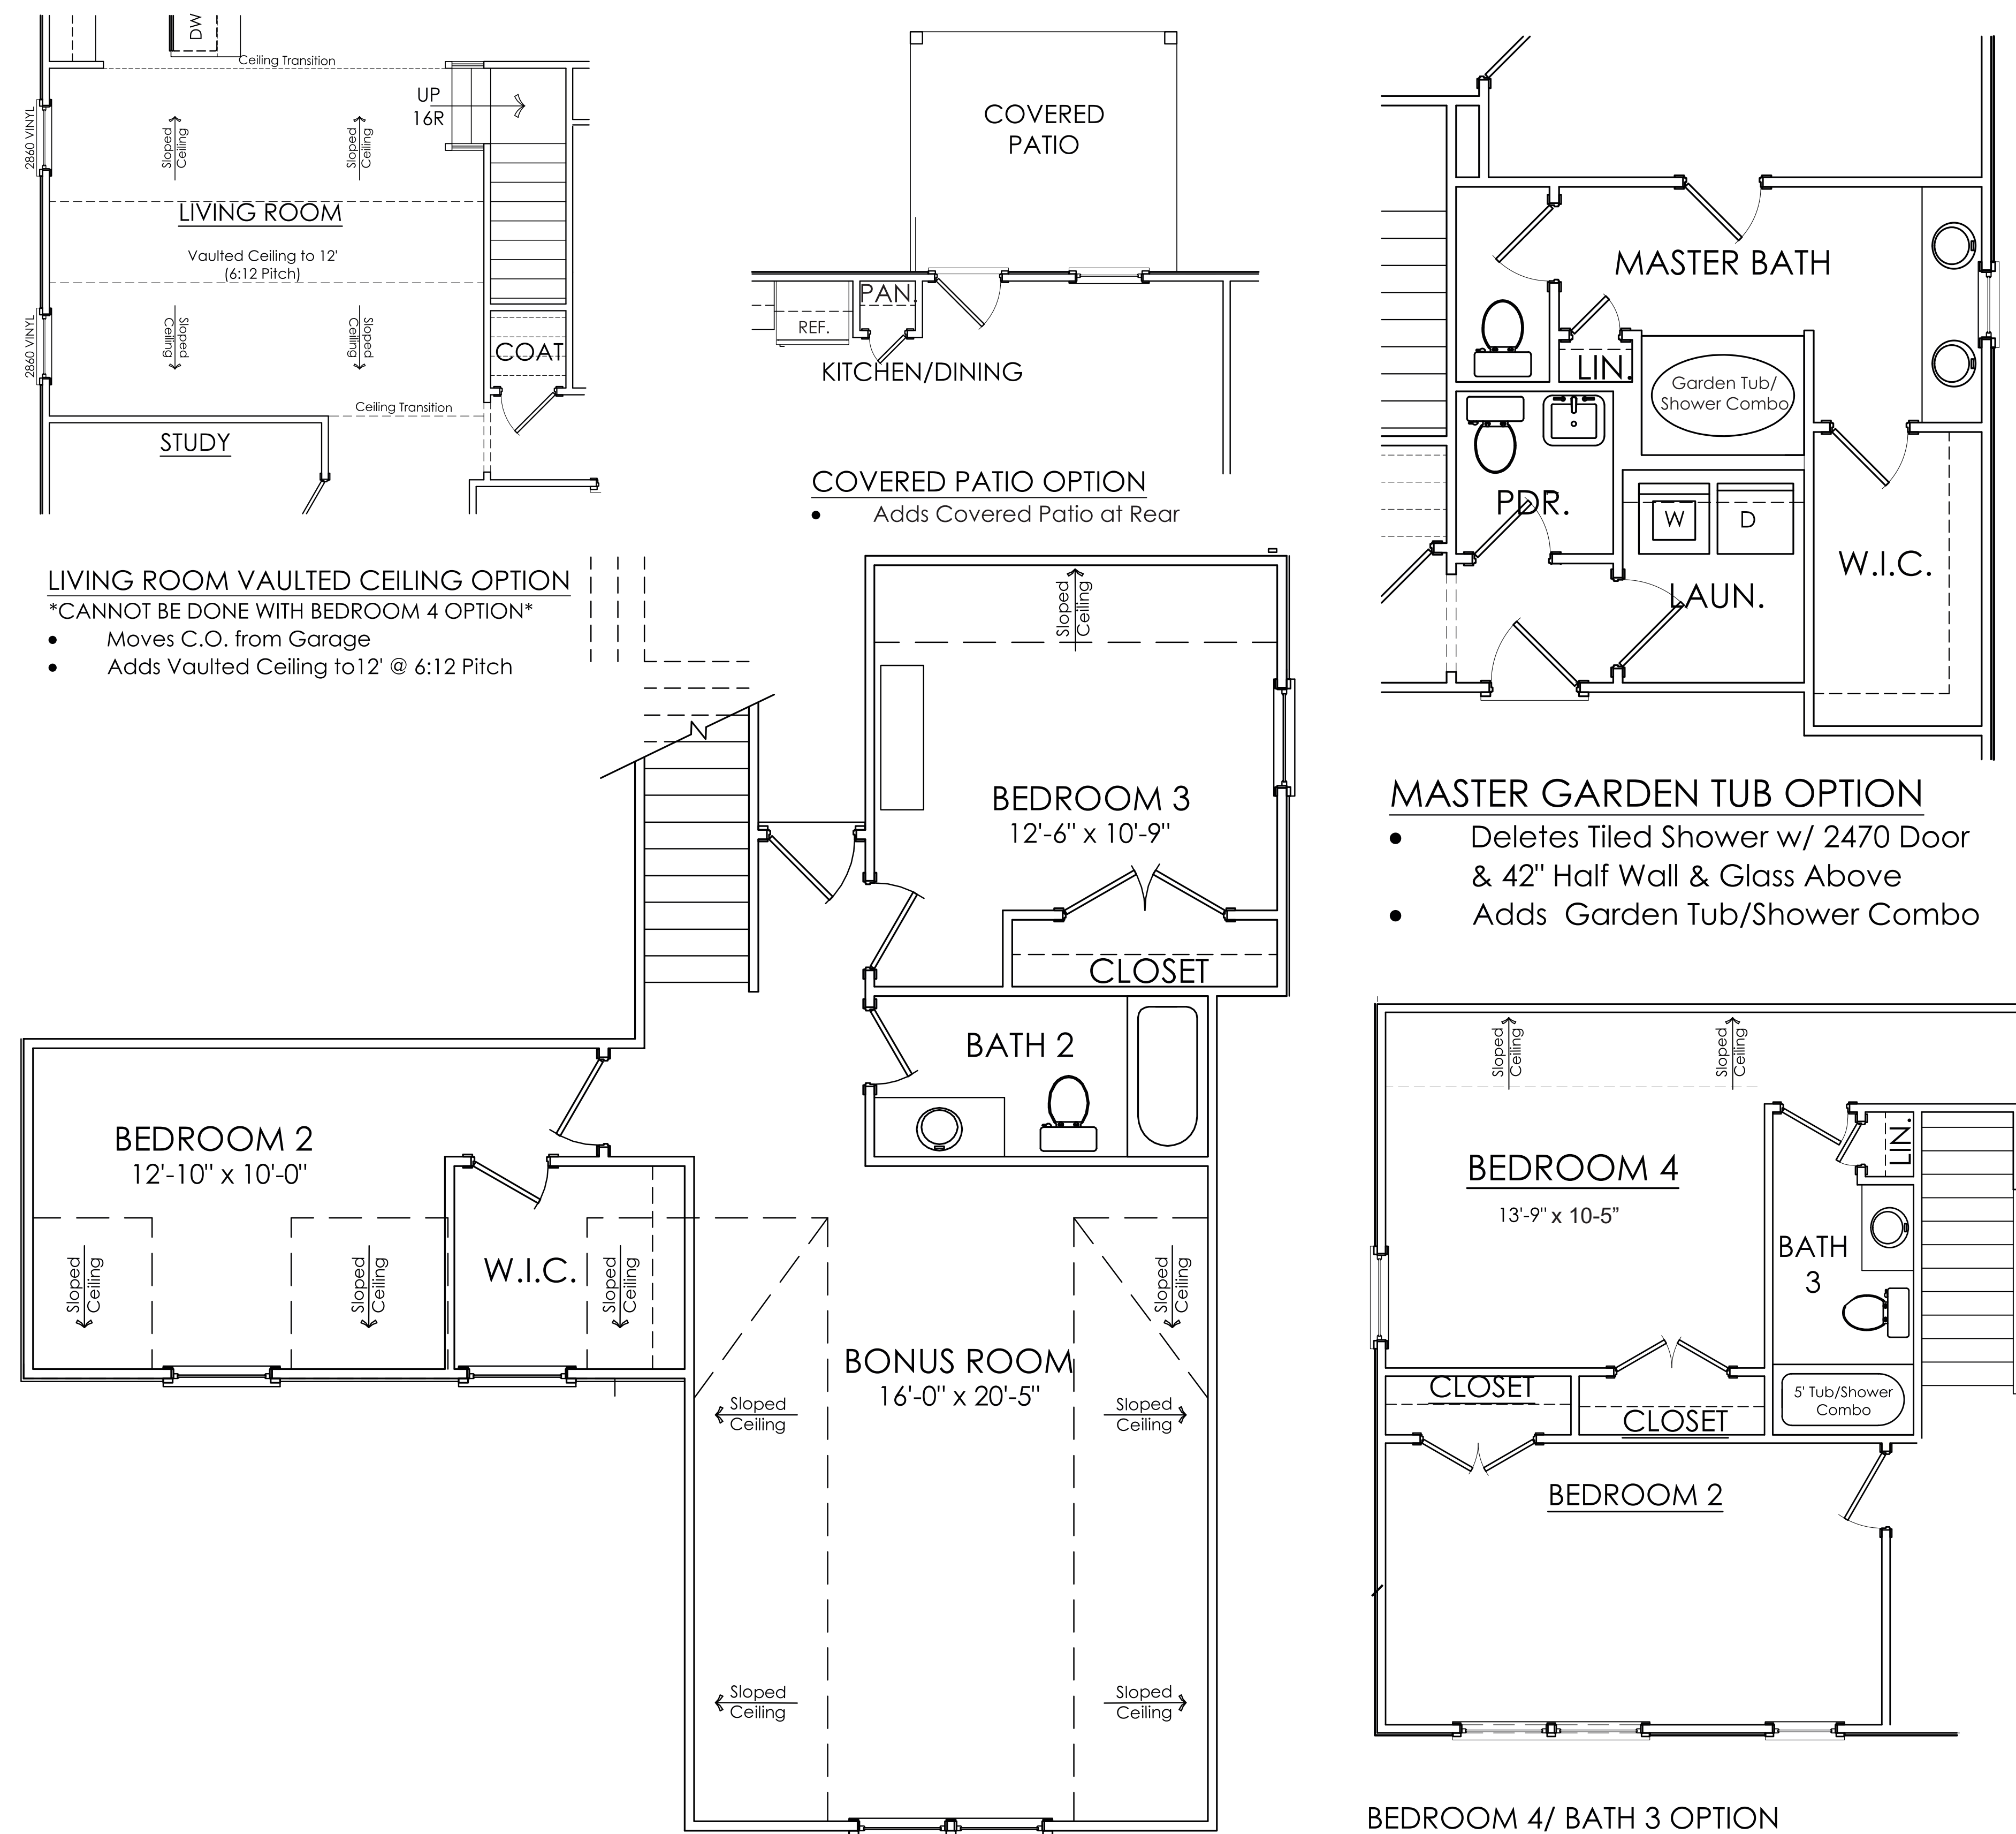 DW
Ceiling Transition
UP
16R
2860 VINYL
Sloped
Ceiling
Sloped
Ceiling
LIVING ROOM
Vaulted Ceiling to 12'
(6:12 Pitch)
2860 VINYL
Sloped
Ceiling
Sloped
Ceiling
COAT
Ceiling Transition
STUDY
LIVING ROOM VAULTED CEILING OPTION
*CANNOT BE DONE WITH BEDROOM 4 OPTION*
• Moves C.O. from Garage
• Adds Vaulted Ceiling to12' @ 6:12 Pitch
COVERED
PATIO
PAN.
REF.
KITCHEN/DINING
COVERED PATIO OPTION
• Adds Covered Patio at Rear
MASTER BATH
LIN.
Garden Tub/
Shower Combo
PDR.
W
D
LAUN.
W.I.C.
MASTER GARDEN TUB OPTION
• Deletes Tiled Shower w/ 2470 Door
& 42" Half Wall & Glass Above
• Adds Garden Tub/Shower Combo
Sloped
Ceiling
N
BEDROOM 3
12'-6" x 10'-9"
CLOSET
BATH 2
BEDROOM 2
12'-10" x 10'-0"
Sloped
Ceiling
Sloped
Ceiling
W.I.C.
Sloped
Ceiling
Sloped
Ceiling
BONUS ROOM
16'-0" x 20'-5"
Sloped
Ceiling
Sloped
Ceiling
Sloped
Ceiling
Sloped
Ceiling
Sloped
Ceiling
Sloped
Ceiling
LIN.
BEDROOM 4
13'-9" x 10-5”
BATH
3
CLOSET
CLOSET
5' Tub/Shower
Combo
BEDROOM 2
BEDROOM 4/ BATH 3 OPTION